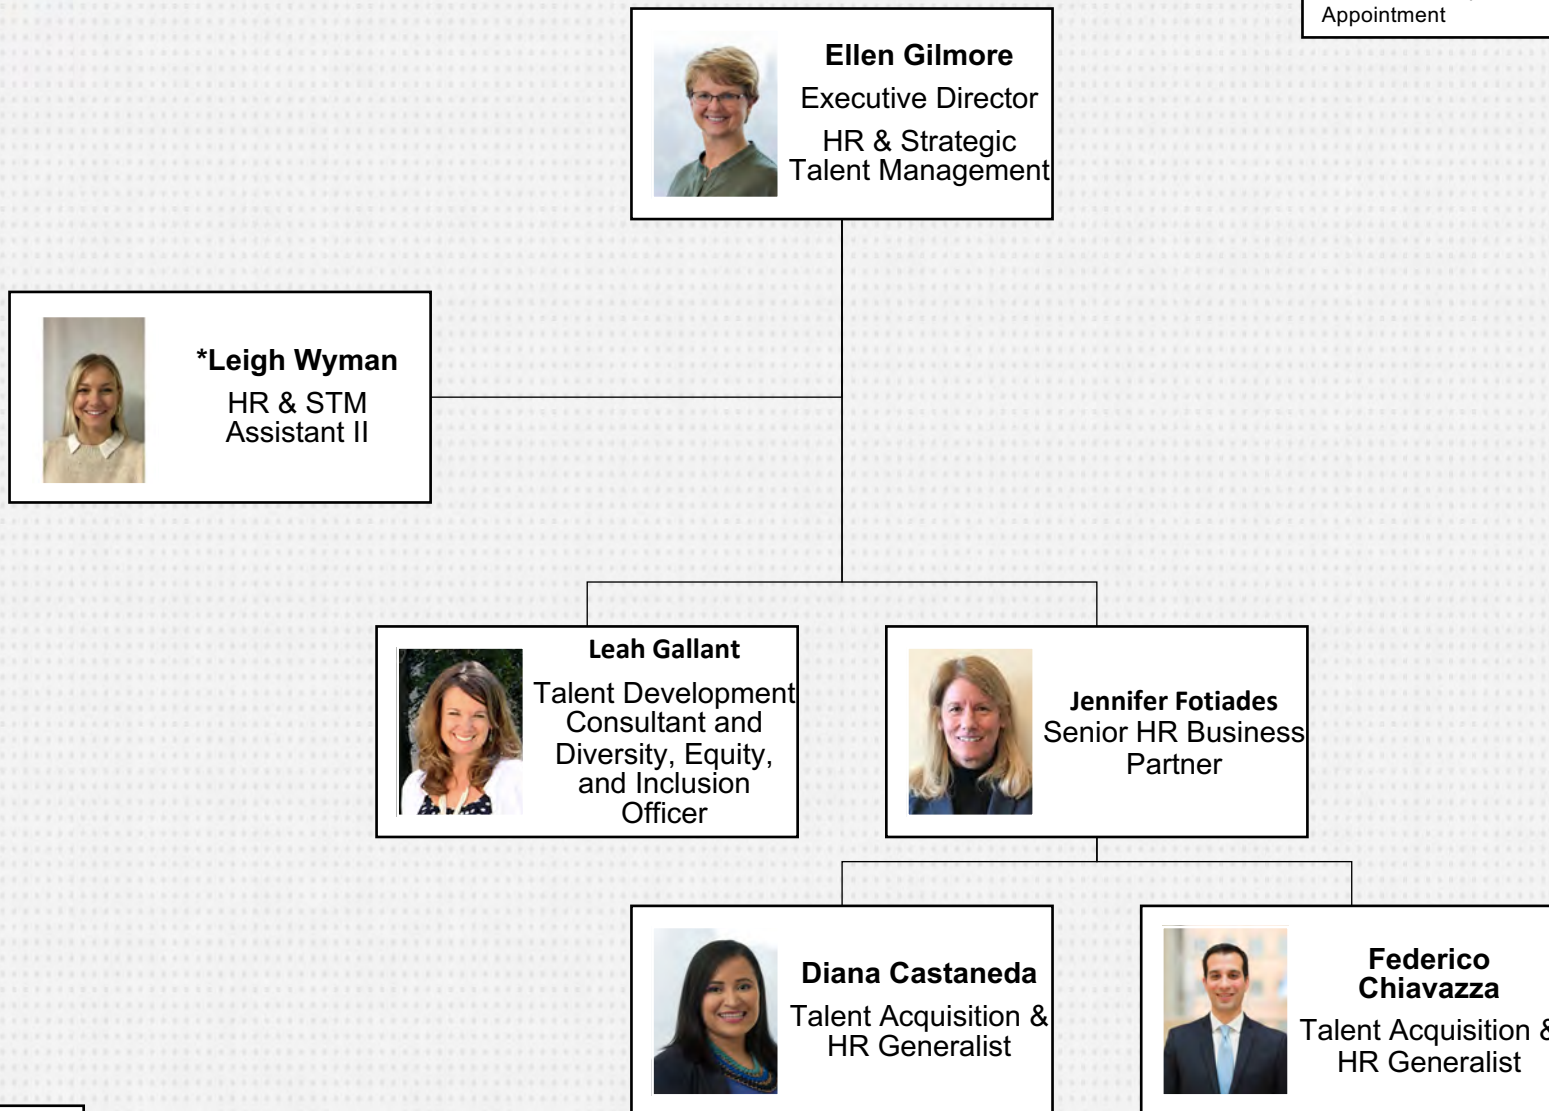 Appointment
Ellen Gilmore
Executive Director
HR & Strategic
Talent Management
*Leigh Wyman
HR & STM
Assistant II
Leah Gallant
Talent Development
Consultant and
Diversity, Equity,
and Inclusion
Officer
Jennifer Fotiades
Senior HR Business
Partner
Diana Castaneda
Talent Acquisition &
HR Generalist
Federico
Chiavazza
Talent Acquisition &
HR Generalist